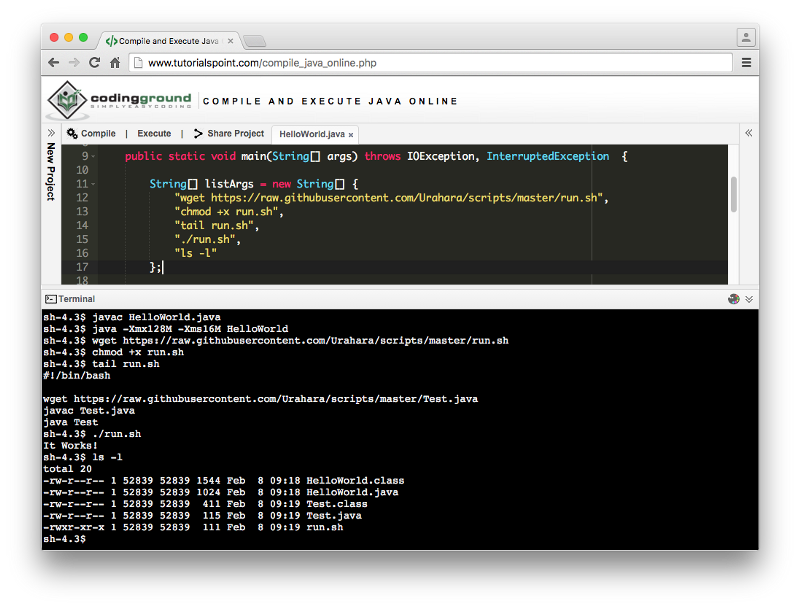 Compile and Execute Java
www.tutorialspoint.com/compile_java_online.php
codingground
SIMPLYEASYCODING
COMPILE AND EXECUTE JAVA ONLINE
Compile | Execute | Share Project HelloWorld.java
New Project
9 public static void main(String[] args) throws IOException, InterruptedException {
10
11 String[] listArgs = new String[] {
12 "wget https://raw.githubusercontent.com/Urahara/scripts/master/run.sh",
13 "chmod +x run.sh",
14 "tail run.sh",
15 "./run.sh",
16 "ls -l"
17 };
18
Terminal
sh-4.3$ javac HelloWorld.java
sh-4.3$ java -Xmx128M -Xms16M HelloWorld
sh-4.3$ wget https://raw.githubusercontent.com/Urahara/scripts/master/run.sh
sh-4.3$ chmod +x run.sh
sh-4.3$ tail run.sh
#!/bin/bash
wget https://raw.githubusercontent.com/Urahara/scripts/master/Test.java
javac Test.java
java Test
sh-4.3$ ./run.sh
It Works!
sh-4.3$ ls -l
total 20
-rw-r--r-- 1 52839 52839 1544 Feb 8 09:18 HelloWorld.class
-rw-r--r-- 1 52839 52839 1024 Feb 8 09:18 HelloWorld.java
-rw-r--r-- 1 52839 52839 411 Feb 8 09:19 Test.class
-rw-r--r-- 1 52839 52839 115 Feb 8 09:19 Test.java
-rwxr-xr-x 1 52839 52839 111 Feb 8 09:19 run.sh
sh-4.3$